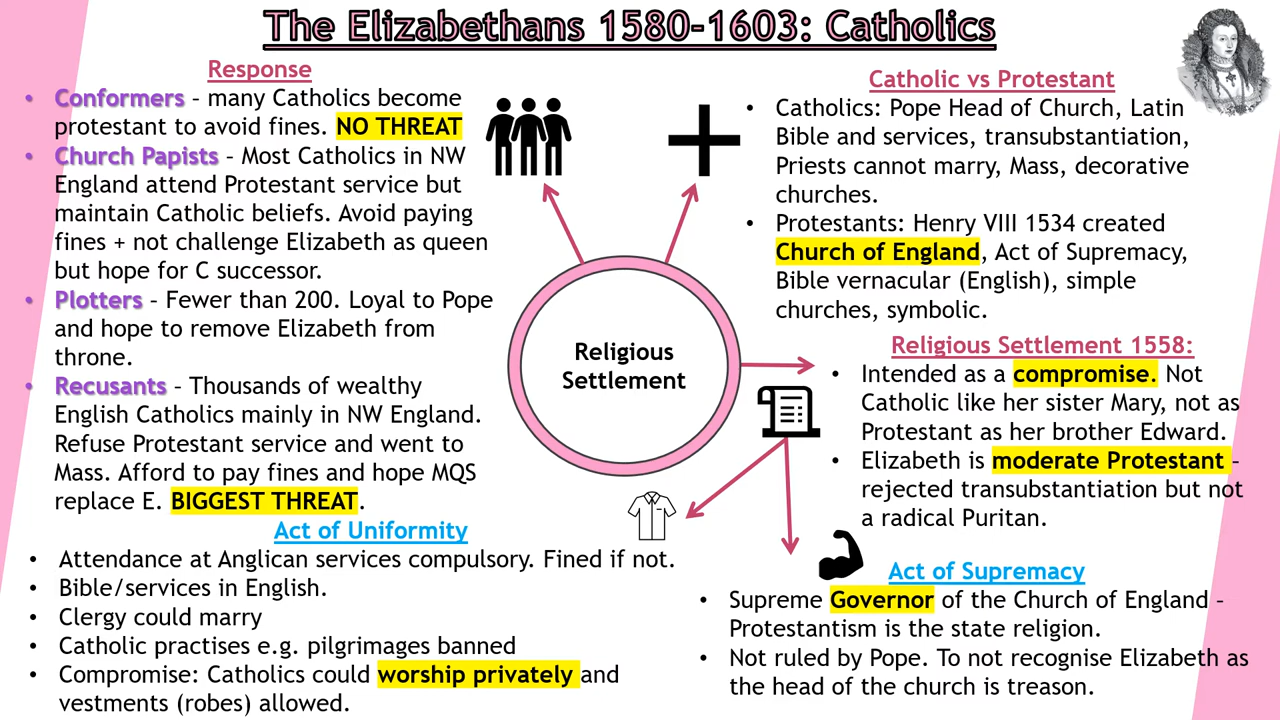 The Elizabethans 1580-1603: Catholics
Response
• Conformers – many Catholics become
protestant to avoid fines. NO THREAT
• Church Papists – Most Catholics in NW
England attend Protestant service but
maintain Catholic beliefs. Avoid paying
fines + not challenge Elizabeth as queen
but hope for C successor.
• Plotters – Fewer than 200. Loyal to Pope
and hope to remove Elizabeth from
throne.
• Recusants – Thousands of wealthy
English Catholics mainly in NW England.
Refuse Protestant service and went to
Mass. Afford to pay fines and hope MQS
replace E. BIGGEST THREAT.
Act of Uniformity
• Attendance at Anglican services compulsory. Fined if not.
• Bible/services in English.
• Clergy could marry
• Catholic practises e.g. pilgrimages banned
• Compromise: Catholics could worship privately and
vestments (robes) allowed.
Religious
Settlement
Catholic vs Protestant
• Catholics: Pope Head of Church, Latin
Bible and services, transubstantiation,
Priests cannot marry, Mass, decorative
churches.
• Protestants: Henry VIII 1534 created
Church of England, Act of Supremacy,
Bible vernacular (English), simple
churches, symbolic.
Religious Settlement 1558:
• Intended as a compromise. Not
Catholic like her sister Mary, not as
Protestant as her brother Edward.
• Elizabeth is moderate Protestant –
rejected transubstantiation but not
a radical Puritan.
Act of Supremacy
• Supreme Governor of the Church of England –
Protestantism is the state religion.
• Not ruled by Pope. To not recognise Elizabeth as
the head of the church is treason.